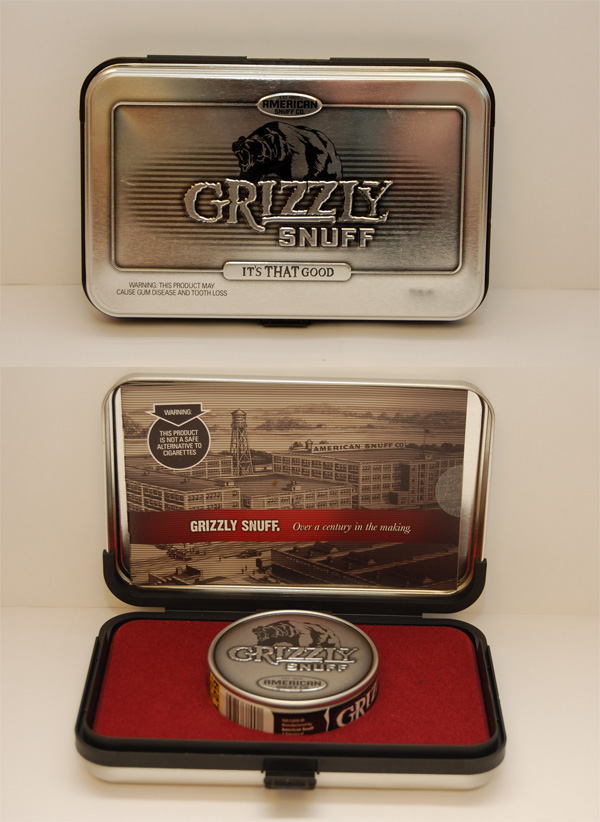 AMERICAN
SNUFF CO.
GRIZZLY
SNUFF
IT'S THAT GOOD
WARNING: THIS PRODUCT MAY
CAUSE GUM DISEASE AND TOOTH LOSS
WARNING:
THIS PRODUCT
IS NOT A SAFE
ALTERNATIVE TO
CIGARETTES
AMERICAN SNUFF CO
GRIZZLY SNUFF. Over a century in the making.
GRIZZLY
SNUFF
AMERICAN
SNUFF CO.
GRIZ